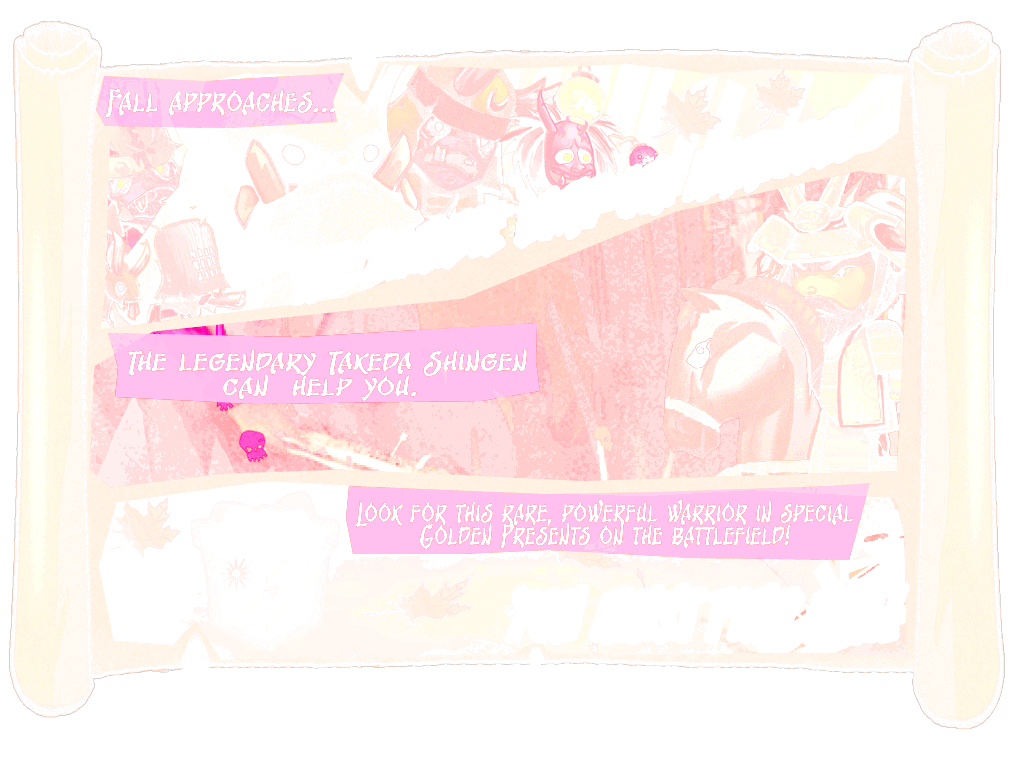 Fall approaches...
The legendary Takeda Shingen
can help you.
Look for this rare, powerful warrior in special
Golden Presents on the battlefield!